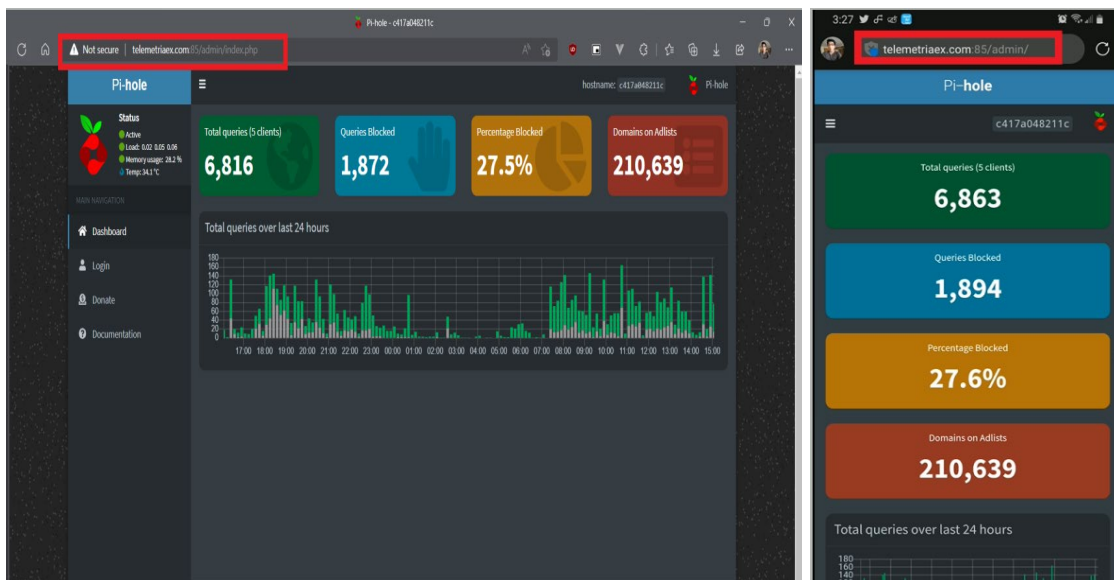 Pi-hole - c417a048211c
Not secure | telemetriaex.com:85/admin/index.php
Pi-hole
hostname: c417a048211c
Pi-hole
Status
Active
Load: 0.02 0.05 0.06
Memory usage: 28.2 %
Temp: 34.1 °C
MAIN NAVIGATION
Dashboard
Login
Donate
Documentation
Total queries (5 clients)
6,816
Queries Blocked
1,872
Percentage Blocked
27.5%
Domains on Adlists
210,639
Total queries over last 24 hours
180
160
140
120
100
80
60
40
20
0
17:00 18:00 19:00 20:00 21:00 22:00 23:00 00:00 01:00 02:00 03:00 04:00 05:00 06:00 07:00 08:00 09:00 10:00 11:00 12:00 13:00 14:00 15:00
3:27
telemetriaex.com:85/admin/
Pi-hole
c417a048211c
Total queries (5 clients)
6,863
Queries Blocked
1,894
Percentage Blocked
27.6%
Domains on Adlists
210,639
Total queries over last 24 hours
180
160
140